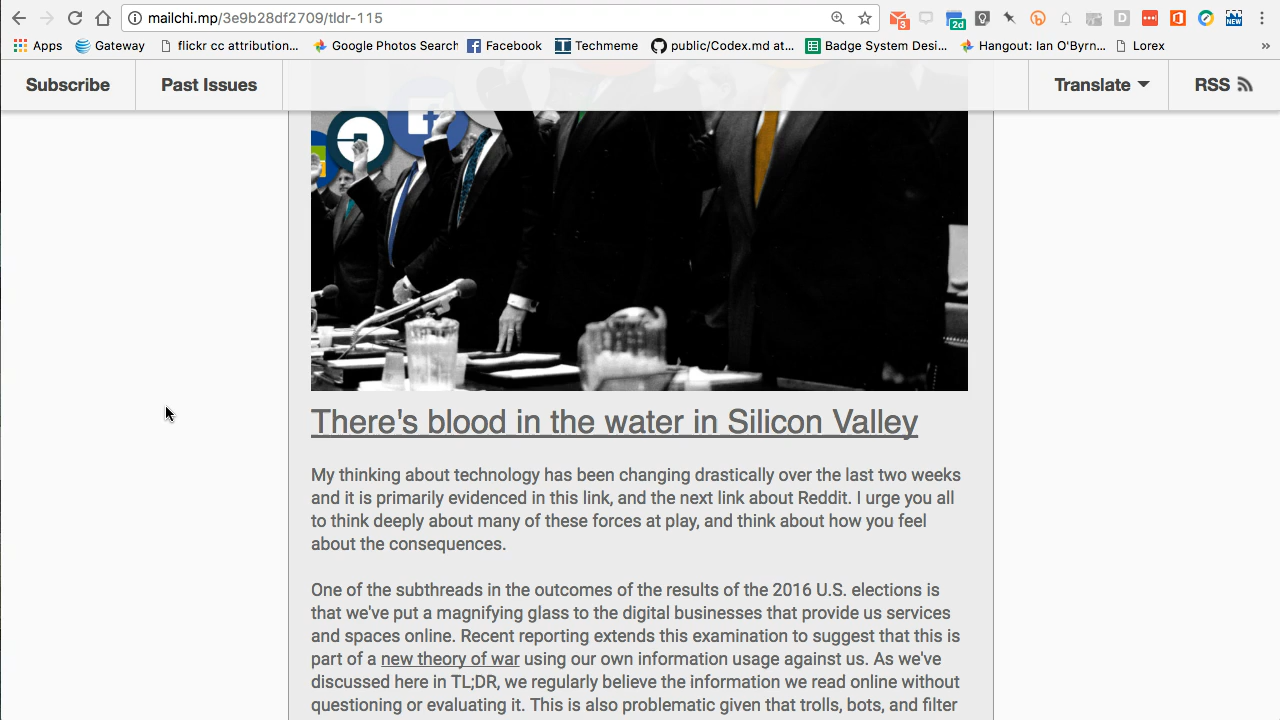 mailchi.mp/3e9b28df2709/tldr-115
3
2d
D
NEW
Apps
Gateway
flickr cc attribution...
Google Photos Search
Facebook
Techmeme
public/Codex.md at...
Badge System Desi...
Hangout: Ian O'Byrn...
Lorex
»
Subscribe
Past Issues
Translate
RSS
There's blood in the water in Silicon Valley
My thinking about technology has been changing drastically over the last two weeks
and it is primarily evidenced in this link, and the next link about Reddit. I urge you all
to think deeply about many of these forces at play, and think about how you feel
about the consequences.
One of the subthreads in the outcomes of the results of the 2016 U.S. elections is
that we've put a magnifying glass to the digital businesses that provide us services
and spaces online. Recent reporting extends this examination to suggest that this is
part of a new theory of war using our own information usage against us. As we've
discussed here in TL;DR, we regularly believe the information we read online without
questioning or evaluating it. This is also problematic given that trolls, bots, and filter